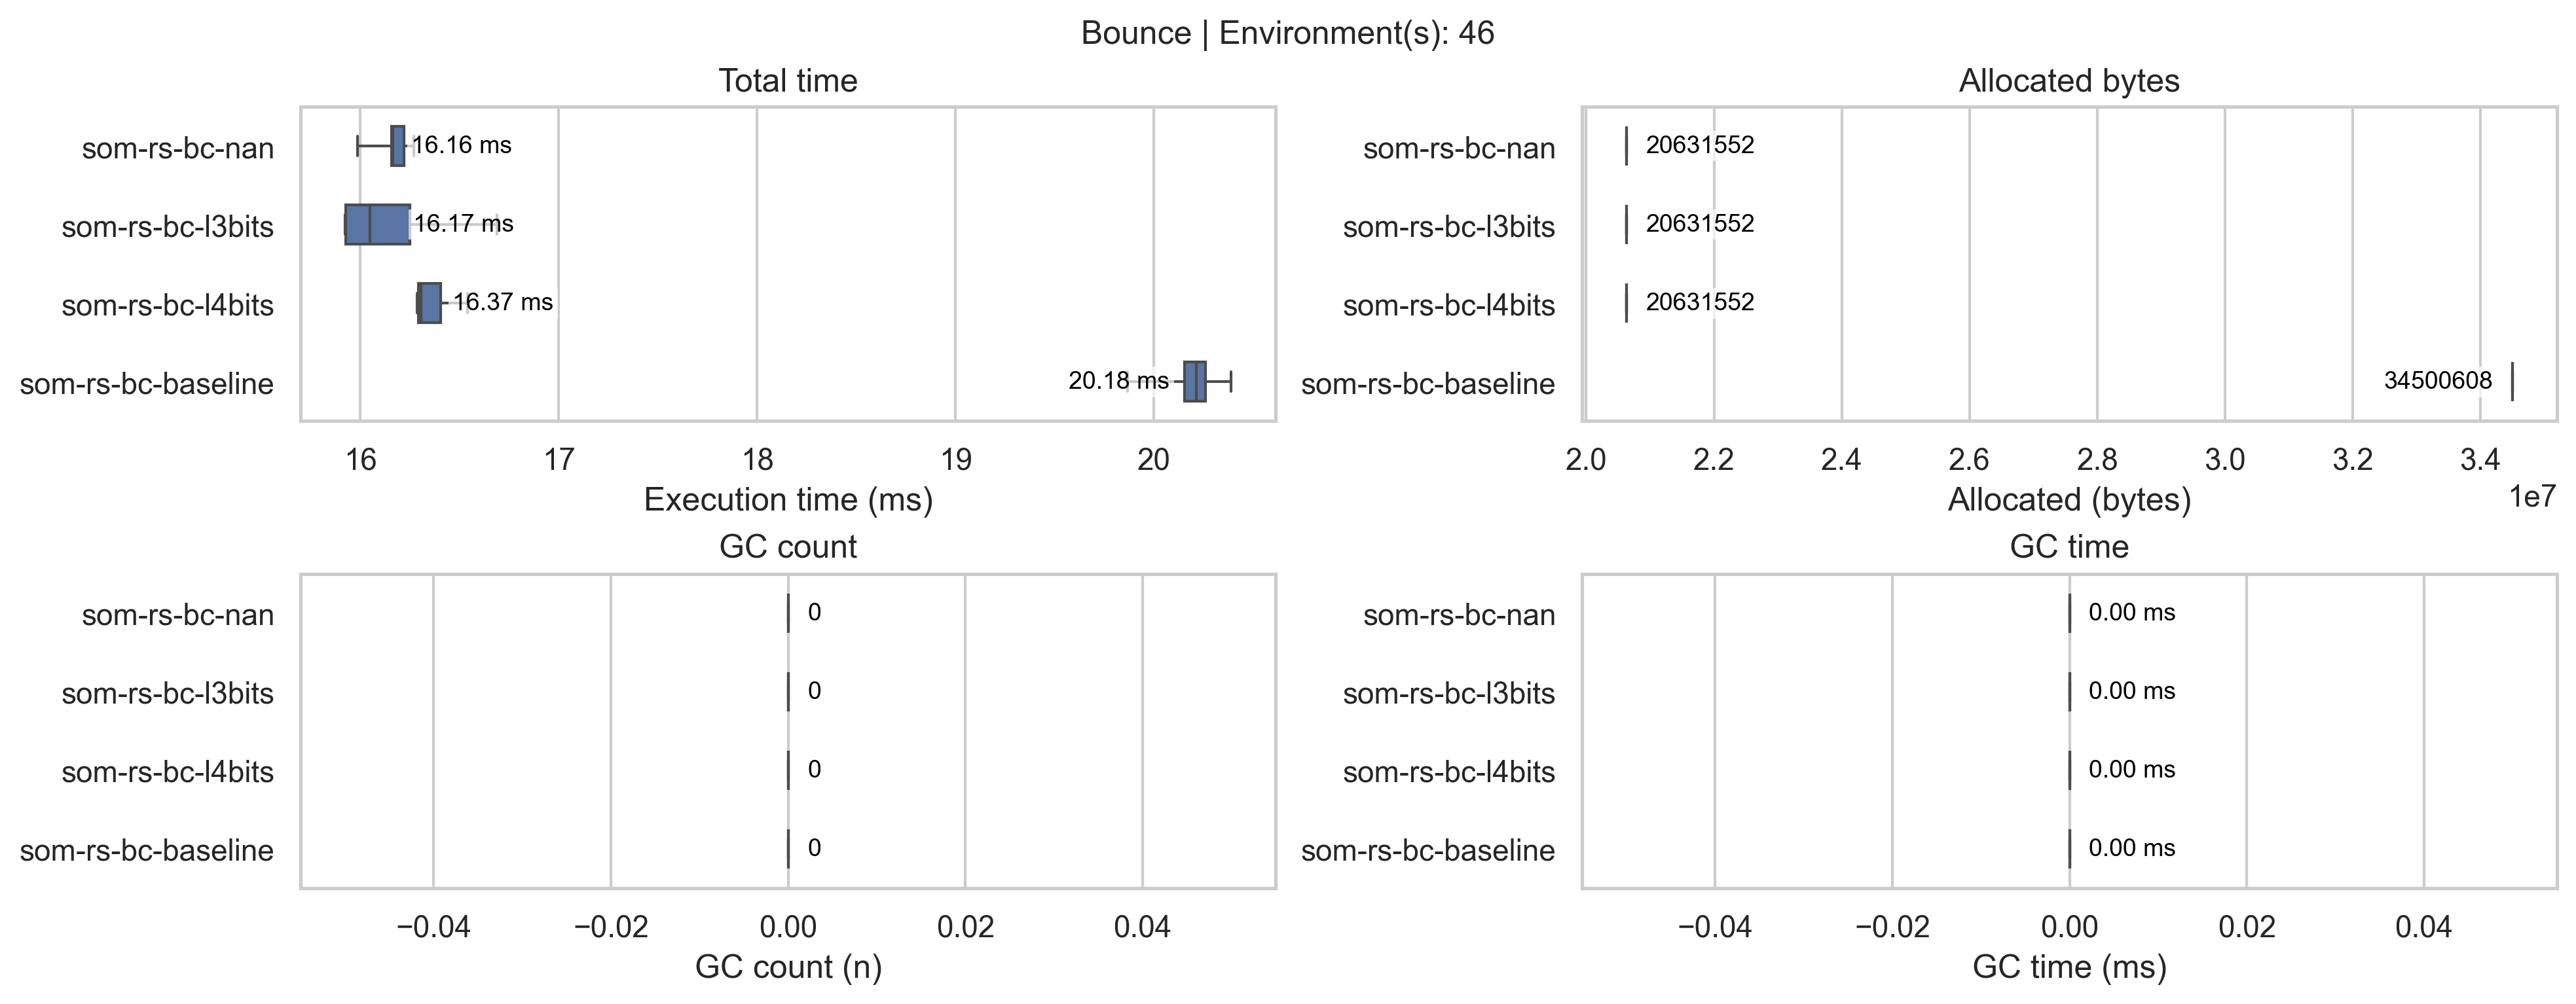 Bounce | Environment(s): 46
Total time
som-rs-bc-nan
16.16 ms
som-rs-bc-l3bits
16.17 ms
som-rs-bc-l4bits
16.37 ms
som-rs-bc-baseline
20.18 ms
16 17 18 19 20
Execution time (ms)
Allocated bytes
som-rs-bc-nan
20631552
som-rs-bc-l3bits
20631552
som-rs-bc-l4bits
20631552
som-rs-bc-baseline
34500608
2.0 2.2 2.4 2.6 2.8 3.0 3.2 3.4
1e7
Allocated (bytes)
GC count
som-rs-bc-nan
0
som-rs-bc-l3bits
0
som-rs-bc-l4bits
0
som-rs-bc-baseline
0
−0.04 −0.02 0.00 0.02 0.04
GC count (n)
GC time
som-rs-bc-nan
0.00 ms
som-rs-bc-l3bits
0.00 ms
som-rs-bc-l4bits
0.00 ms
som-rs-bc-baseline
0.00 ms
−0.04 −0.02 0.00 0.02 0.04
GC time (ms)